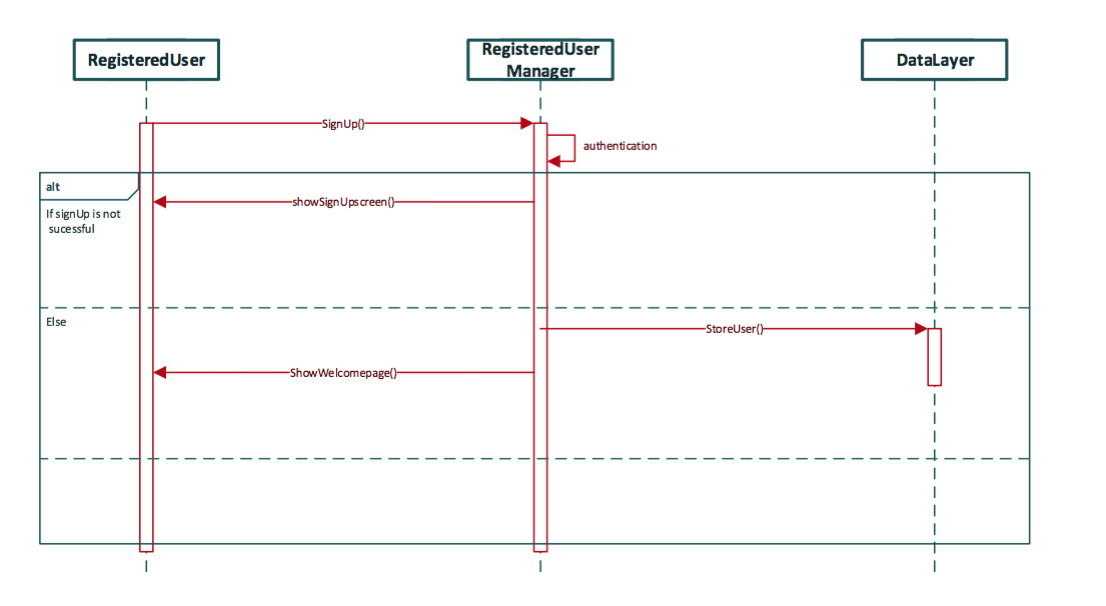 RegisteredUser
RegisteredUser
Manager
DataLayer
SignUp()
authentication
alt
showSignUpscreen()
If signUp is not
sucessful
Else
StoreUser()
ShowWelcomepage()